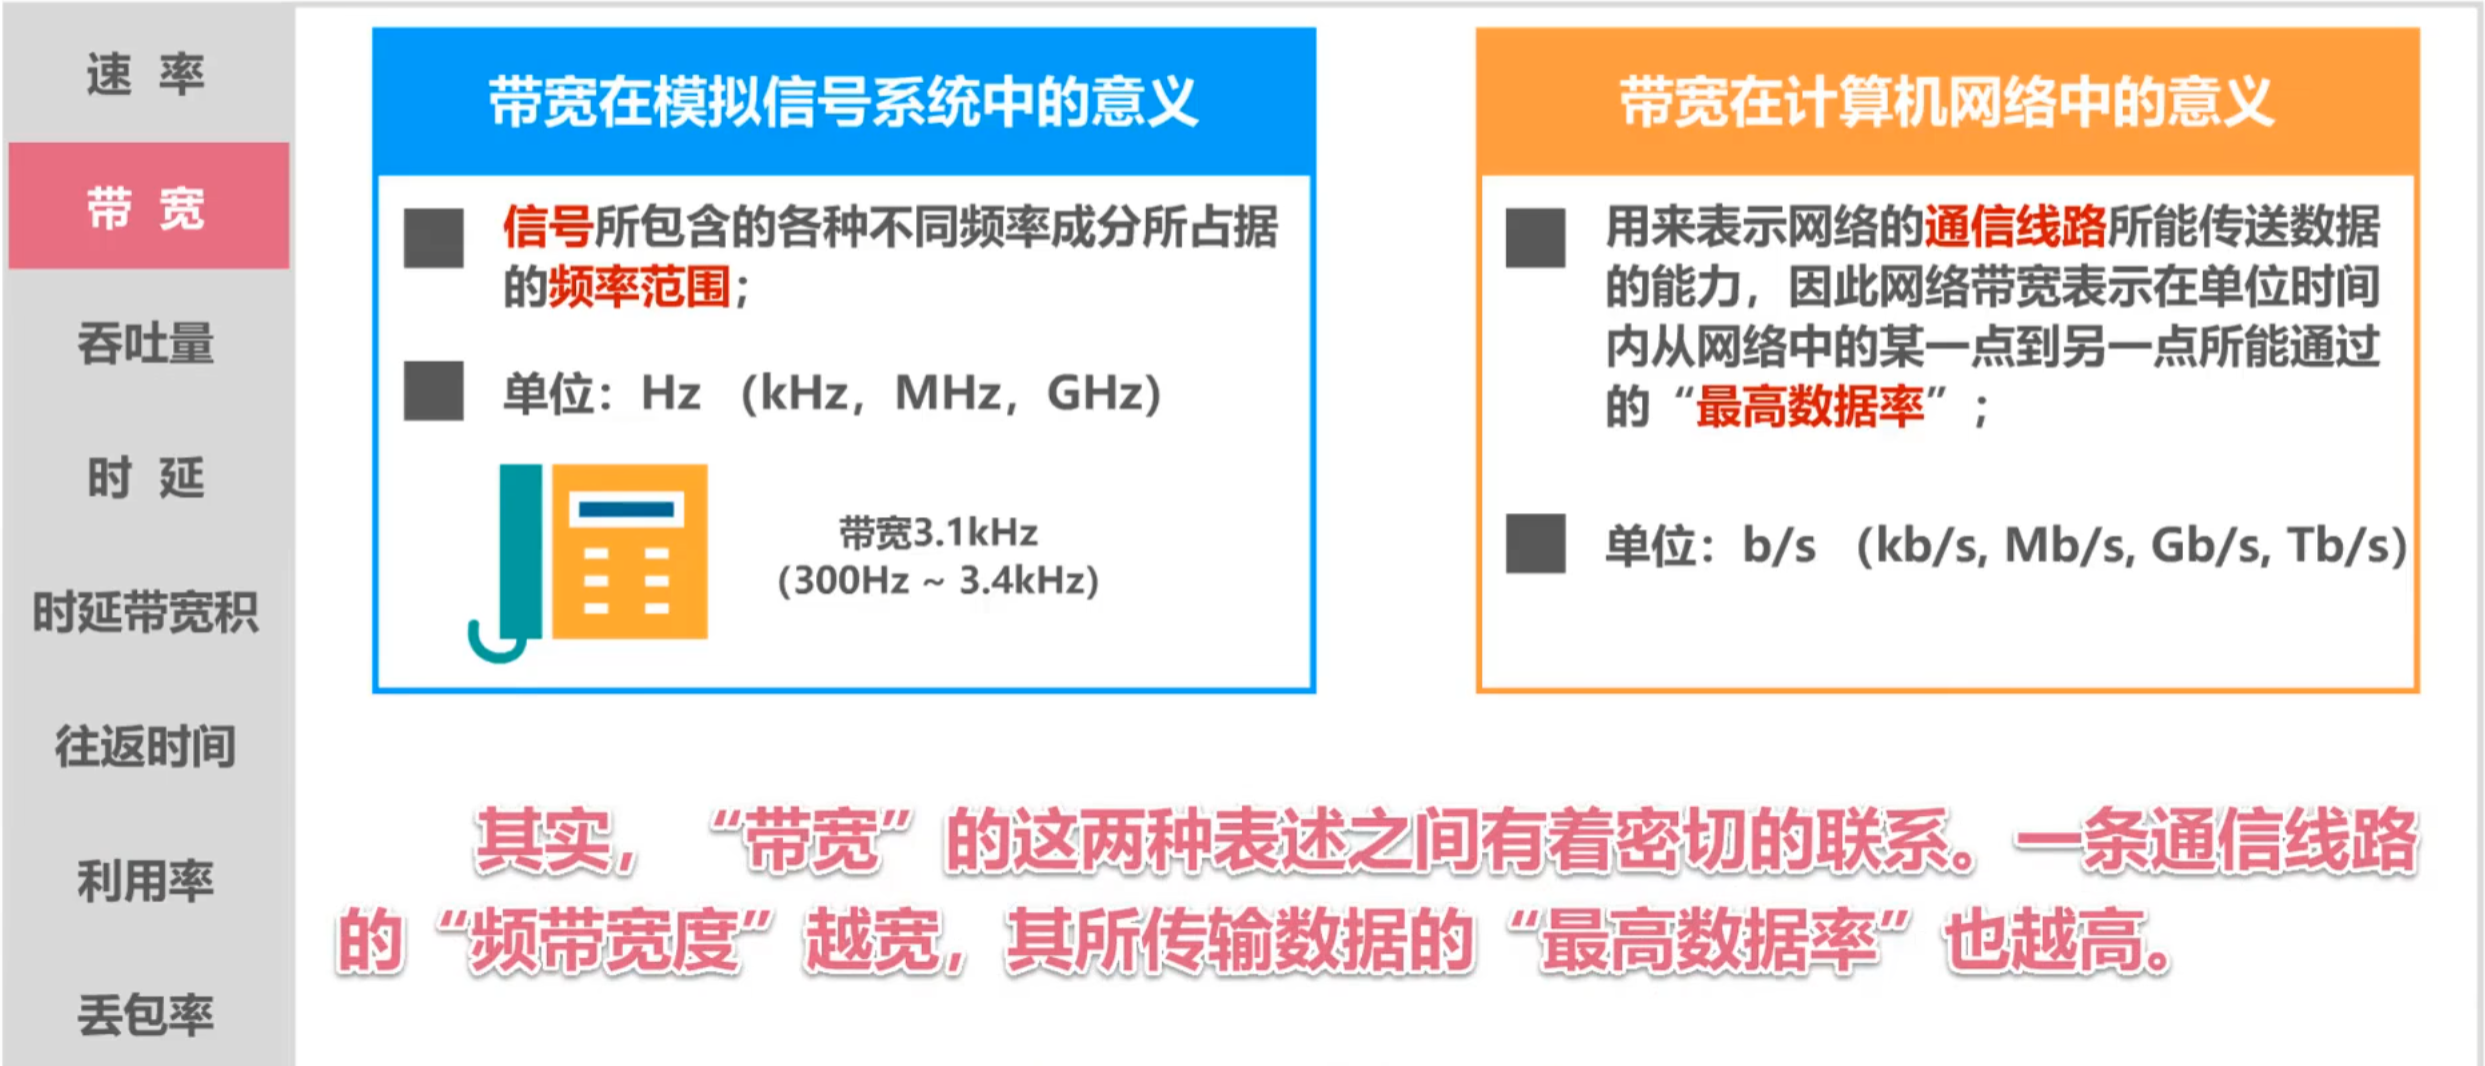 速 率
带 宽
吞吐量
时 延
时延带宽积
往返时间
利用率
丢包率
带宽在模拟信号系统中的意义
信号所包含的各种不同频率成分所占据
的频率范围；
单位：Hz （kHz，MHz，GHz）
带宽3.1kHz
(300Hz ~ 3.4kHz)
带宽在计算机网络中的意义
用来表示网络的通信线路所能传送数据
的能力，因此网络带宽表示在单位时间
内从网络中的某一点到另一点所能通过
的“最高数据率”；
单位：b/s （kb/s, Mb/s, Gb/s, Tb/s）
其实，“带宽”的这两种表述之间有着密切的联系。一条通信线路
的“频带宽度”越宽，其所传输数据的“最高数据率”也越高。